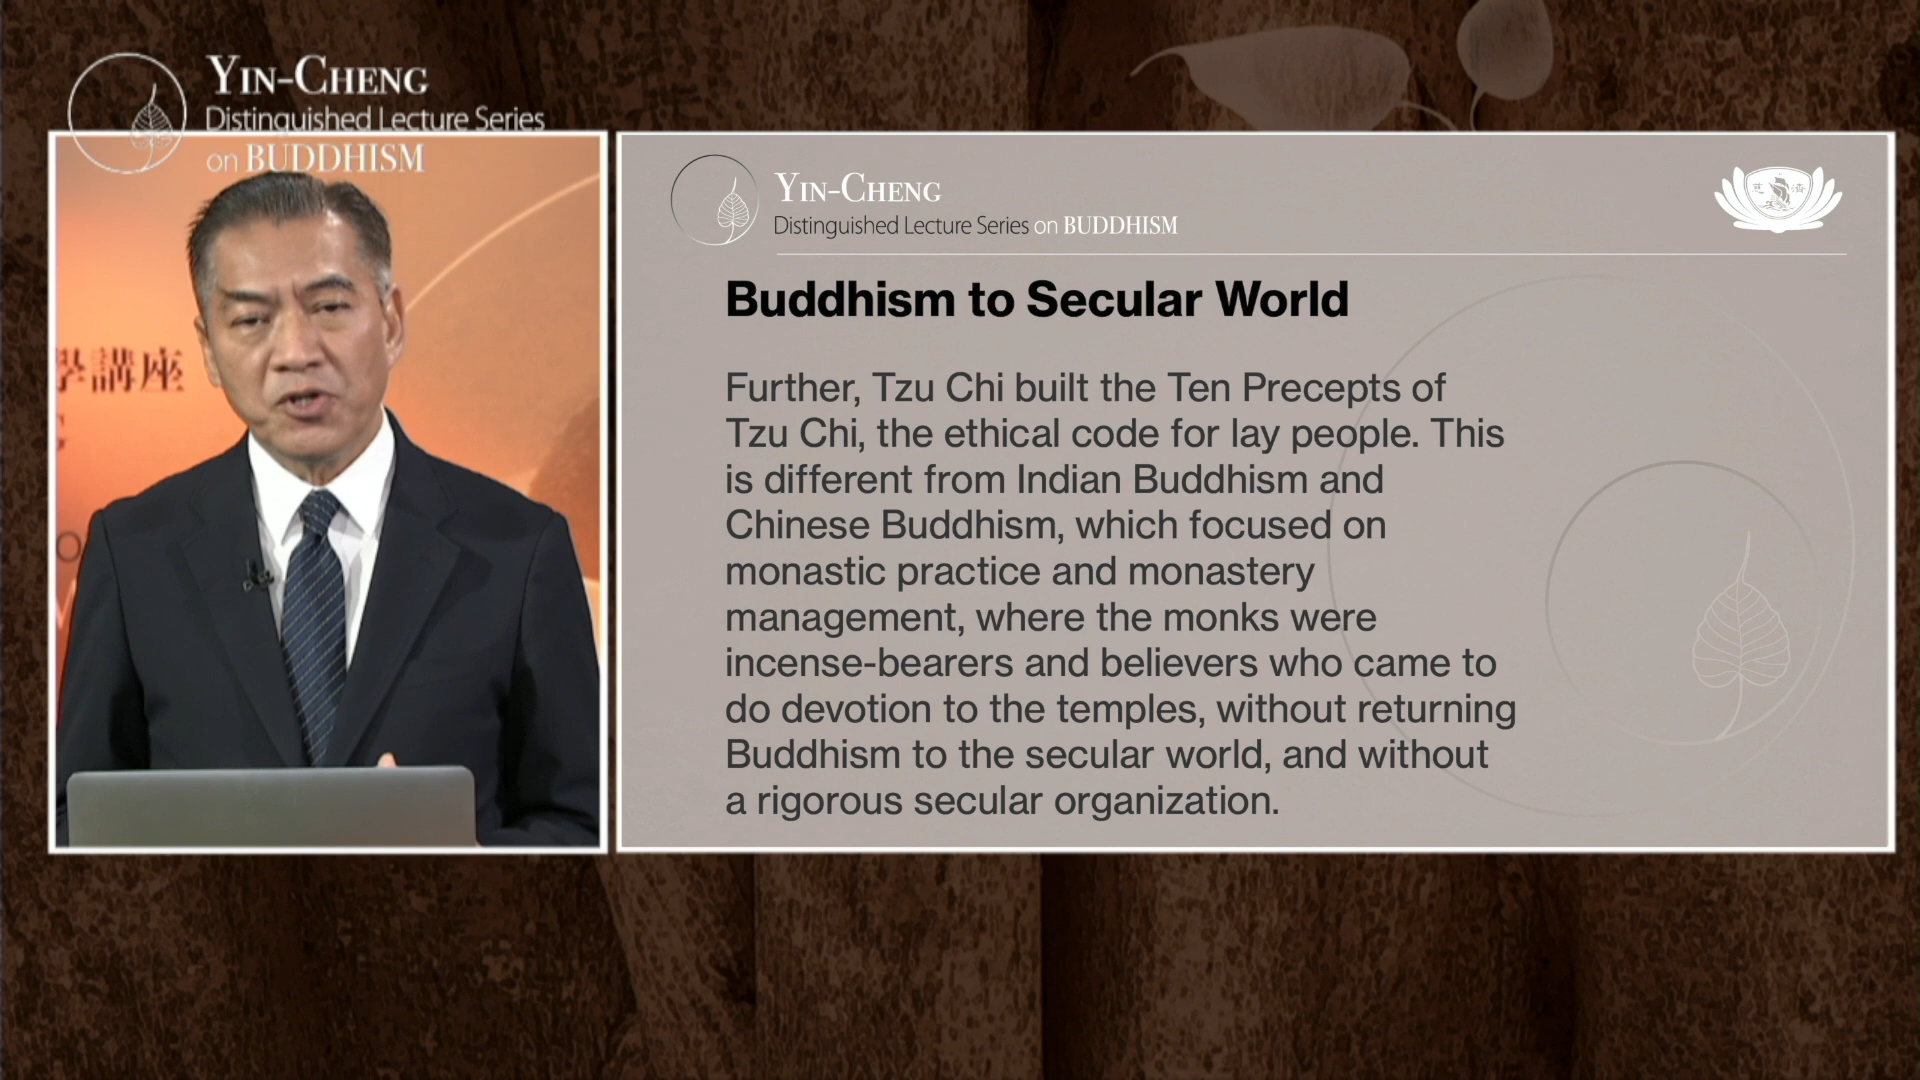 YIN-CHENG
Distinguished Lecture Series
on BUDDHISM
學講座
YIN-CHENG
Distinguished Lecture Series on BUDDHISM
慈濟
Buddhism to Secular World
Further, Tzu Chi built the Ten Precepts of
Tzu Chi, the ethical code for lay people. This
is different from Indian Buddhism and
Chinese Buddhism, which focused on
monastic practice and monastery
management, where the monks were
incense-bearers and believers who came to
do devotion to the temples, without returning
Buddhism to the secular world, and without
a rigorous secular organization.